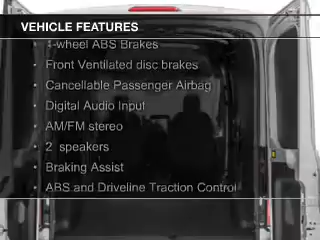 VEHICLE FEATURES
• 4-wheel ABS Brakes
• Front Ventilated disc brakes
• Cancellable Passenger Airbag
• Digital Audio Input
• AM/FM stereo
• 2 speakers
• Braking Assist
• ABS and Driveline Traction Control